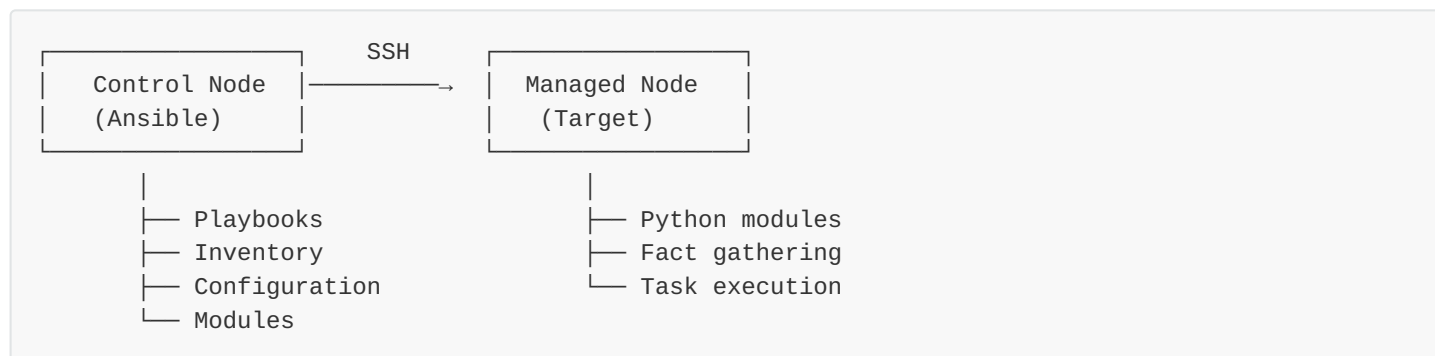 SSH
Control Node → Managed Node
(Ansible) (Target)
Playbooks Python modules
Inventory Fact gathering
Configuration Task execution
Modules